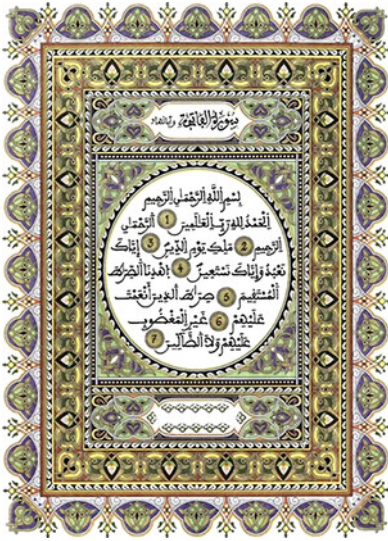 سورة الفاتحة
بسم الله الرحمن الرحيم
الحمد لله رب العالمين 1 الرحمن
الرحيم 2 ملك يوم الدين 3 إياك
نعبد وإياك نستعين 4 اهدنا الصراط
المستقيم 5 صراط الذين أنعمت
عليهم 6 غير المغضوب
عليهم ولا الضالين 7